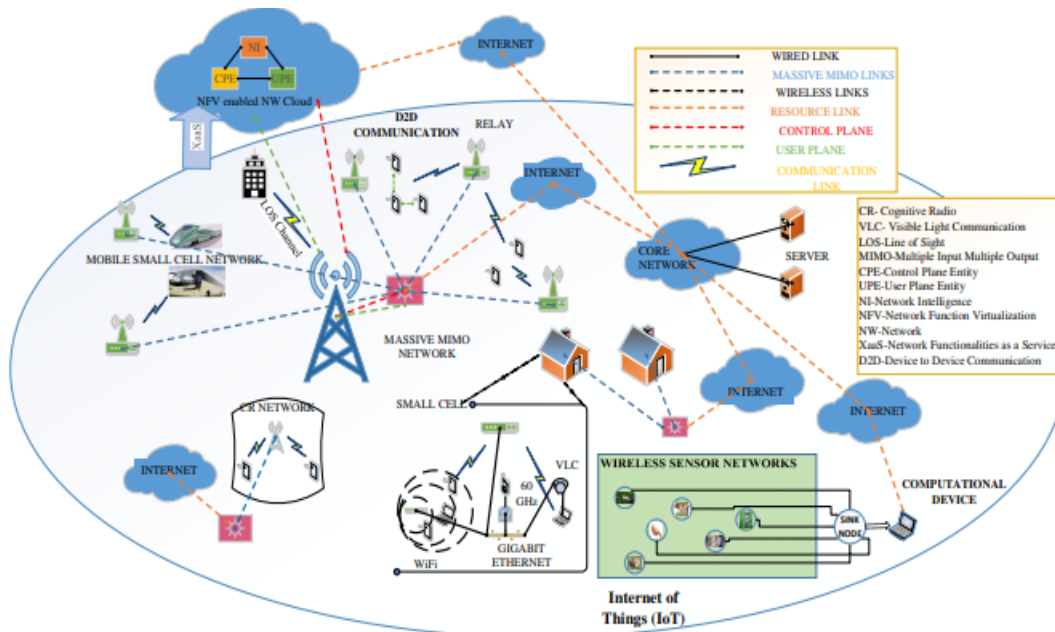 INTERNET
NI
CPE
UPE
NFV enabled NW Cloud
XaaS
D2D
COMMUNICATION
RELAY
LOS Channel
INTERNET
MOBILE SMALL CELL NETWORK
MASSIVE MIMO
NETWORK
CORE
NETWORK
SERVER
WIRED LINK
MASSIVE MIMO LINKS
WIRELESS LINKS
RESOURCE LINK
CONTROL PLANE
USER PLANE
COMMUNICATION
LINK
CR- Cognitive Radio
VLC- Visible Light Communication
LOS-Line of Sight
MIMO-Multiple Input Multiple Output
CPE-Control Plane Entity
UPE-User Plane Entity
NI-Network Intelligence
NFV-Network Function Virtualization
NW-Network
XaaS-Network Functionalities as a Service
D2D-Device to Device Communication
SMALL CELL
INTERNET
INTERNET
CR NETWORK
INTERNET
VLC
60
GHz
GIGABIT
ETHERNET
WiFi
WIRELESS SENSOR NETWORKS
SINK
NODE
COMPUTATIONAL
DEVICE
Internet of
Things (IoT)